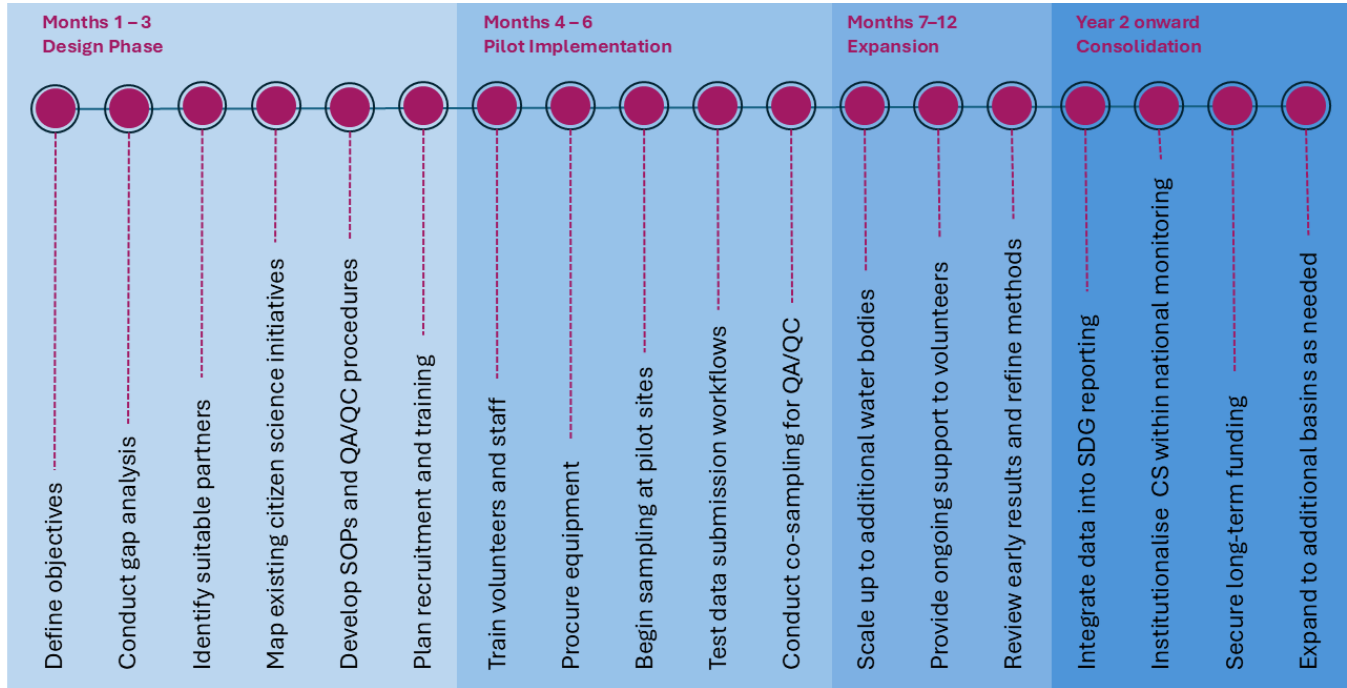 Months 1 – 3
Design Phase
Months 4 – 6
Pilot Implementation
Months 7–12
Expansion
Year 2 onward
Consolidation
Define objectives
Conduct gap analysis
Identify suitable partners
Map existing citizen science initiatives
Develop SOPs and QA/QC procedures
Plan recruitment and training
Train volunteers and staff
Procure equipment
Begin sampling at pilot sites
Test data submission workflows
Conduct co-sampling for QA/QC
Scale up to additional water bodies
Provide ongoing support to volunteers
Review early results and refine methods
Integrate data into SDG reporting
Institutionalise CS within national monitoring
Secure long-term funding
Expand to additional basins as needed